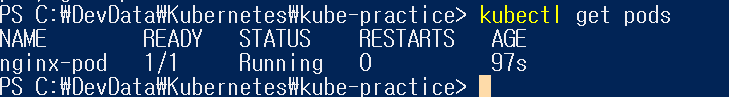 PS C:₩DevData₩Kubernetes₩kube-practice> kubectl get pods
NAME READY STATUS RESTARTS AGE
nginx-pod 1/1 Running 0 97s
PS C:₩DevData₩Kubernetes₩kube-practice>